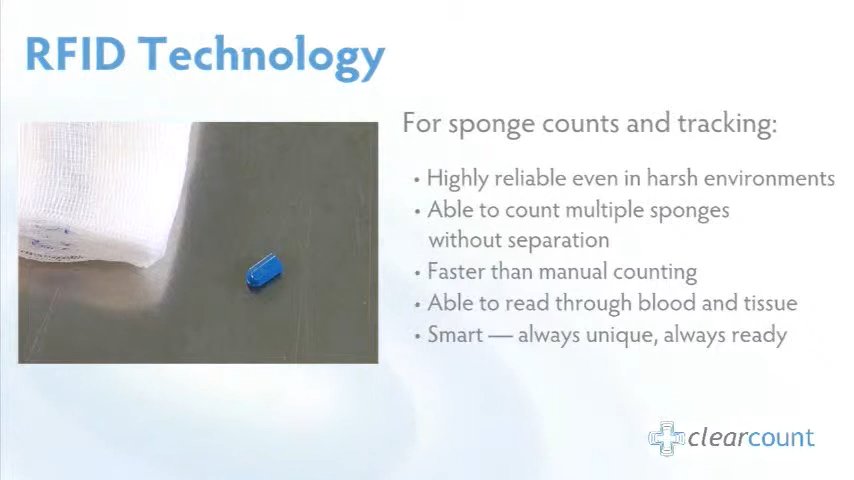 RFID Technology
For sponge counts and tracking:
• Highly reliable even in harsh environments
• Able to count multiple sponges
without separation
• Faster than manual counting
• Able to read through blood and tissue
• Smart — always unique, always ready
clearcount